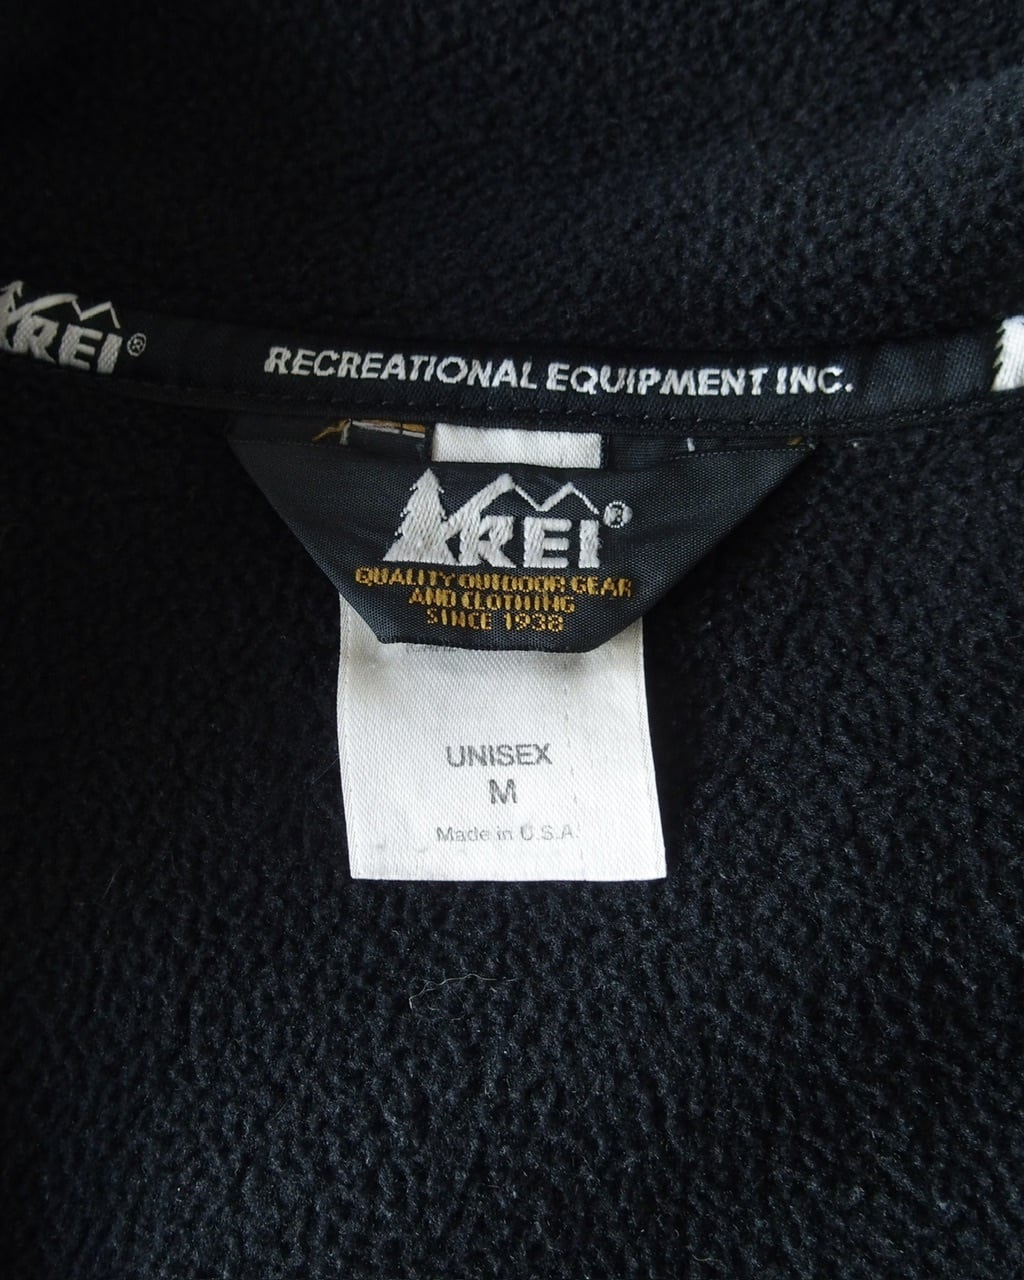 REI®
RECREATIONAL EQUIPMENT INC.
REI®
QUALITY OUTDOOR GEAR
AND CLOTHING
SINCE 1938
UNISEX
M
Made in U.S.A.